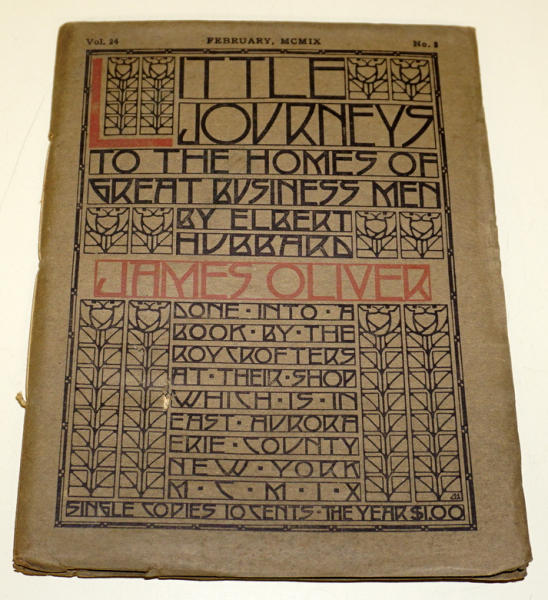 Vol. 24 FEBRUARY, MCMIX No. 2
LITTLE
JOURNEYS
TO THE HOMES OF
GREAT BUSINESS MEN
BY ELBERT
HUBBARD
JAMES OLIVER
DONE·INTO·A
BOOK·BY·THE
ROYCROFTERS
AT·THEIR·SHOP
WHICH·IS·IN
EAST·AURORA
ERIE·COUNTY
NEW·YORK
M·C·M·I·X
SINGLE COPIES 10 CENTS·THE YEAR $1.00